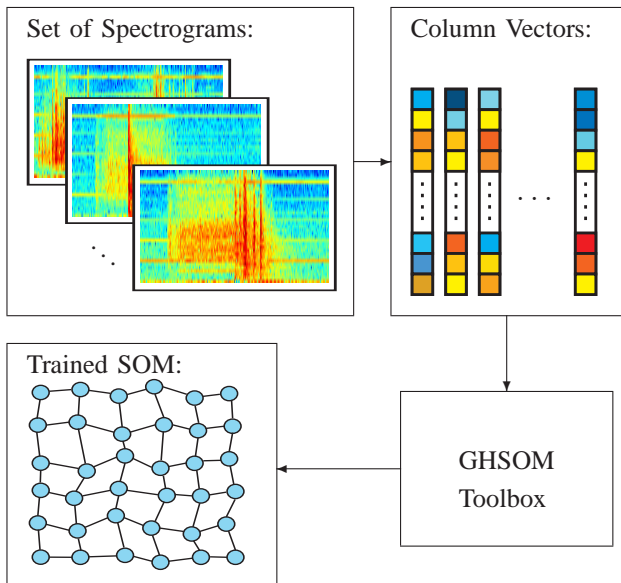 Set of Spectrograms:
Column Vectors:
Trained SOM:
GHSOM
Toolbox